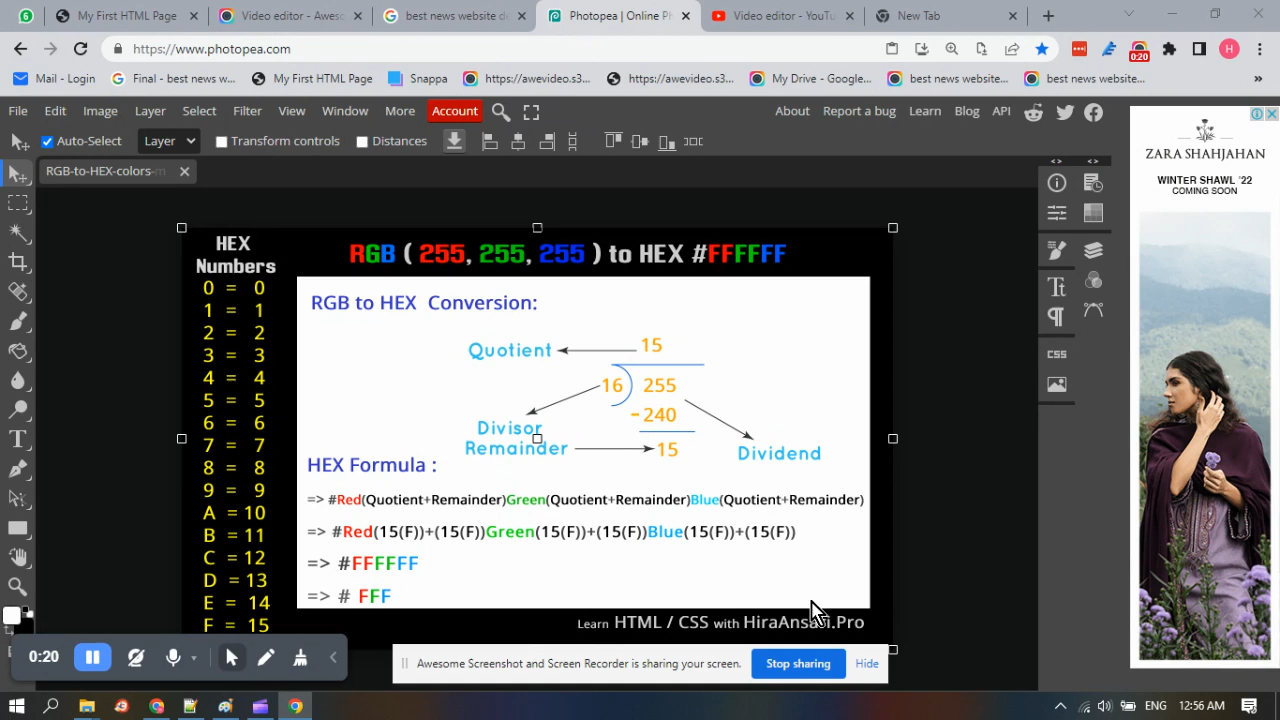 6
My First HTML Page
Video editor - Aweso
best news website d
Photopea | Online Ph
Video editor - YouTu
New Tab
https://www.photopea.com
0:20
H
Mail - Login
Final - best news w...
My First HTML Page
Snappa
https://awevideo.s3...
https://awevideo.s3...
My Drive - Google...
best news website...
best news website...
»
File Edit Image Layer Select Filter View Window More Account
About Report a bug Learn Blog API
Auto-Select Layer Transform controls Distances
RGB-to-HEX-colors-m
ZARA SHAHJAHAN
WINTER SHAWL '22
COMING SOON
HEX
Numbers
0 = 0
1 = 1
2 = 2
3 = 3
4 = 4
5 = 5
6 = 6
7 = 7
8 = 8
9 = 9
A = 10
B = 11
C = 12
D = 13
E = 14
F = 15
RGB ( 255, 255, 255 ) to HEX #FFFFFF
RGB to HEX Conversion:
Quotient 15
16 255
-240
Divisor
Remainder 15
Dividend
HEX Formula :
=> #Red(Quotient+Remainder)Green(Quotient+Remainder)Blue(Quotient+Remainder)
=> #Red(15(F)+(15(F))Green(15(F))+(15(F))Blue(15(F))+(15(F))
=> #FFFFFF
=> # FFF
Learn HTML / CSS with HiraAnsari.Pro
CSS
0:20
Awesome Screenshot and Screen Recorder is sharing your screen.
Stop sharing
Hide
ENG
12:56 AM